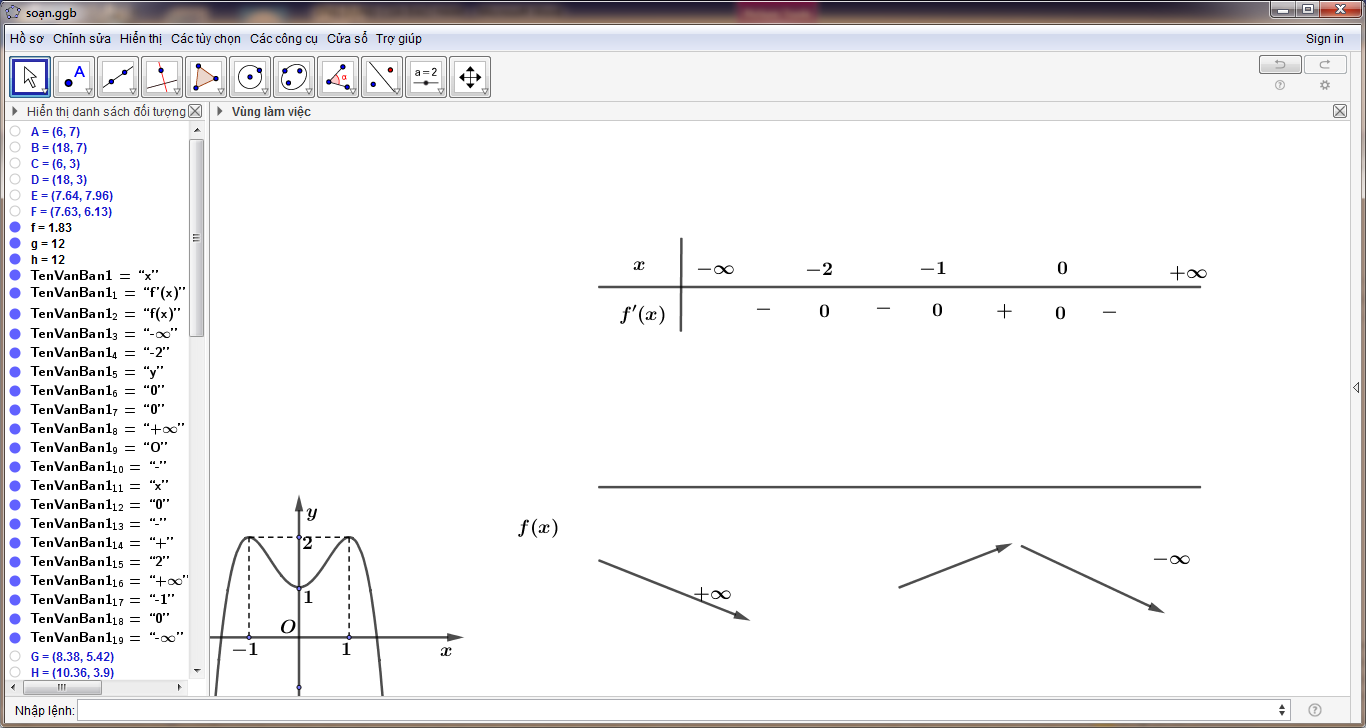 soạn.ggb
Hồ sơ Chỉnh sửa Hiển thị Các tùy chọn Các công cụ Cửa sổ Trợ giúp Sign in
A α a = 2
Hiển thị danh sách đối tượng Vùng làm việc
A = (6, 7)
B = (18, 7)
C = (6, 3)
D = (18, 3)
E = (7.64, 7.96)
F = (7.63, 6.13)
f = 1.83
g = 12
h = 12
TenVanBan1 = “x”
TenVanBan1₁ = “f'(x)”
TenVanBan1₂ = “f(x)”
TenVanBan1₃ = “-∞”
TenVanBan1₄ = “-2”
TenVanBan1₅ = “y”
TenVanBan1₆ = “0”
TenVanBan1₇ = “0”
TenVanBan1₈ = “+∞”
TenVanBan1₉ = “O”
TenVanBan1₁₀ = “-”
TenVanBan1₁₁ = “x”
TenVanBan1₁₂ = “0”
TenVanBan1₁₃ = “-”
TenVanBan1₁₄ = “+”
TenVanBan1₁₅ = “2”
TenVanBan1₁₆ = “+∞”
TenVanBan1₁₇ = “-1”
TenVanBan1₁₈ = “0”
TenVanBan1₁₉ = “-∞”
G = (8.38, 5.42)
H = (10.36, 3.9)
x −∞ −2 −1 0 +∞
f′(x) − 0 − 0 + 0 −
f(x)
+∞
−∞
y
2
1
O
−1 1 x
Nhập lệnh: